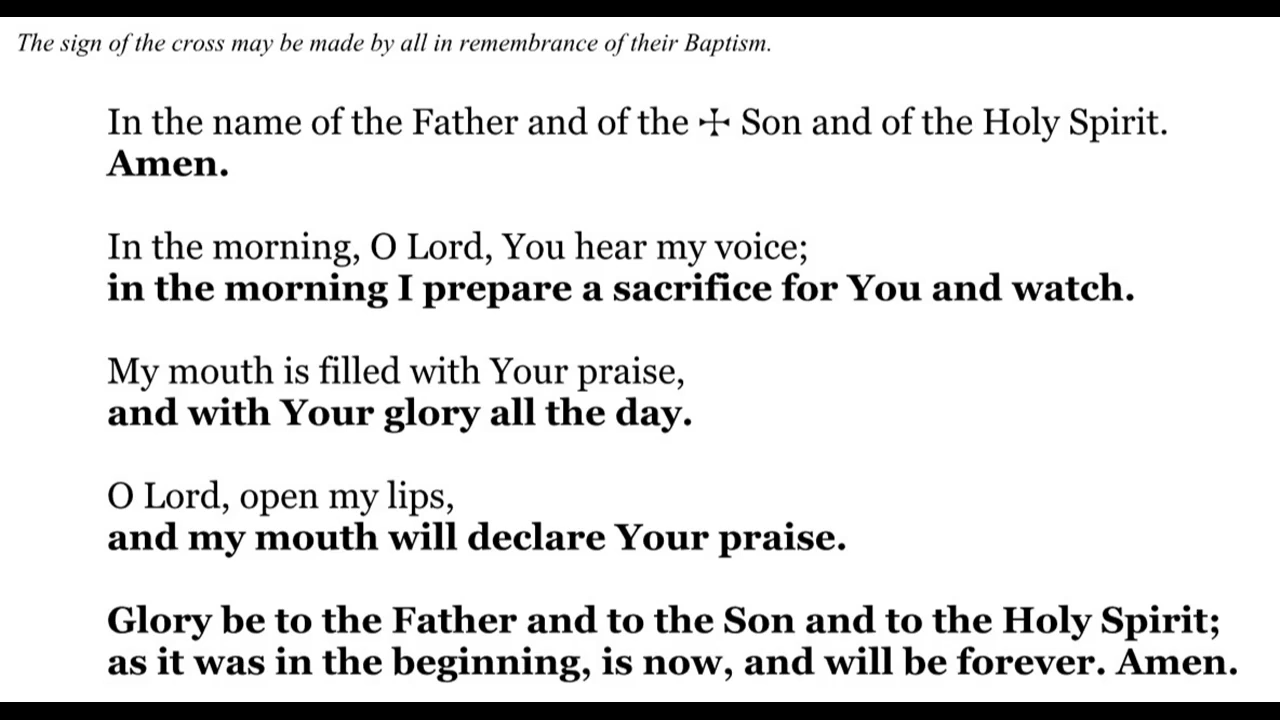 The sign of the cross may be made by all in remembrance of their Baptism.
In the name of the Father and of the ☩ Son and of the Holy Spirit.
Amen.
In the morning, O Lord, You hear my voice;
in the morning I prepare a sacrifice for You and watch.
My mouth is filled with Your praise,
and with Your glory all the day.
O Lord, open my lips,
and my mouth will declare Your praise.
Glory be to the Father and to the Son and to the Holy Spirit;
as it was in the beginning, is now, and will be forever. Amen.